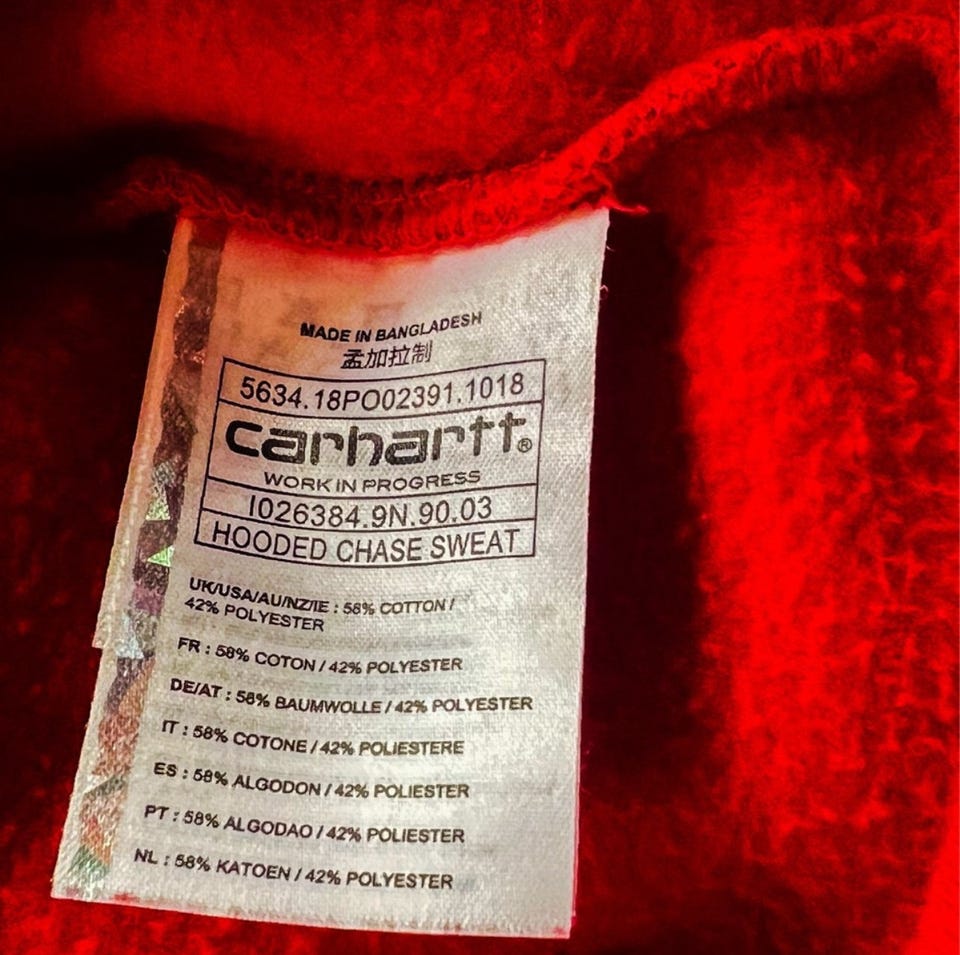 MADE IN BANGLADESH
孟加拉制
5634.18PO02391.1018
carhartt®
WORK IN PROGRESS
I026384.9N.90.03
HOODED CHASE SWEAT
UK/USA/AU/NZ/IE : 58% COTTON /
42% POLYESTER
FR : 58% COTON / 42% POLYESTER
DE/AT : 58% BAUMWOLLE / 42% POLYESTER
IT : 58% COTONE / 42% POLIESTERE
ES : 58% ALGODON / 42% POLIESTER
PT : 58% ALGODAO / 42% POLIESTER
NL : 58% KATOEN / 42% POLYESTER